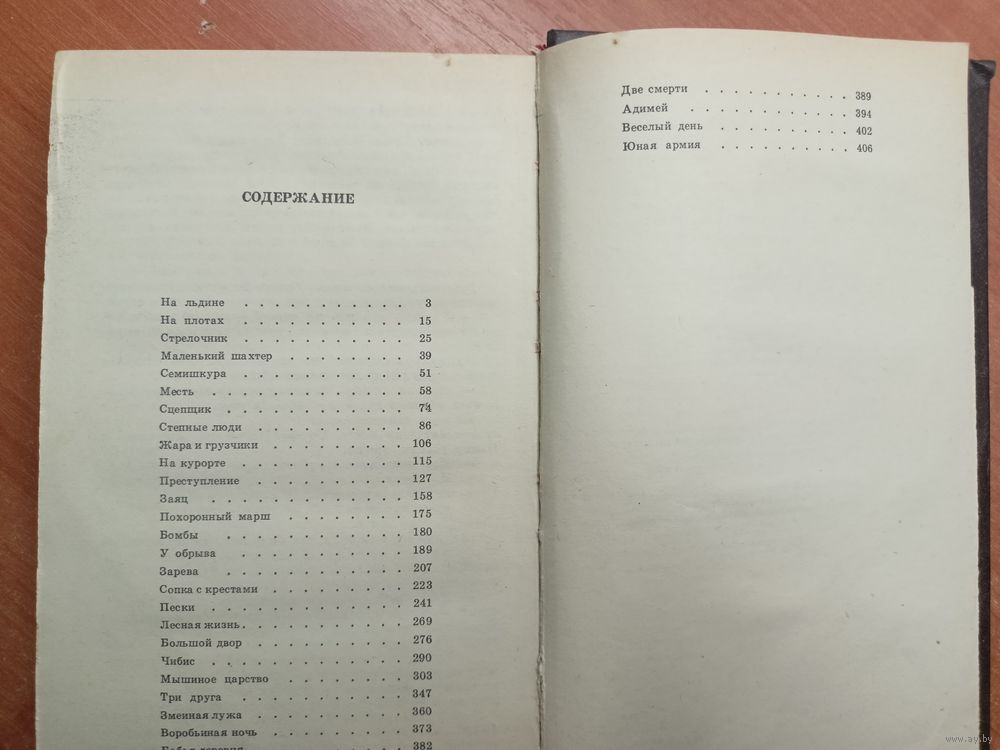 СОДЕРЖАНИЕ
На льдине . . . . . . . . . . . 3
На плотах . . . . . . . . . . . 15
Стрелочник . . . . . . . . . . 25
Маленький шахтер . . . . . . . . 39
Семишкура . . . . . . . . . . . 51
Месть . . . . . . . . . . . . . 58
Сцепщик . . . . . . . . . . . . 74
Степные люди . . . . . . . . . . 86
Жара и грузчики . . . . . . . . . 106
На курорте . . . . . . . . . . . 115
Преступление . . . . . . . . . . 127
Заяц . . . . . . . . . . . . . 158
Похоронный марш . . . . . . . . 175
Бомбы . . . . . . . . . . . . 180
У обрыва . . . . . . . . . . . 189
Зарева . . . . . . . . . . . . 207
Сопка с крестами . . . . . . . . . 223
Пески . . . . . . . . . . . . . 241
Лесная жизнь . . . . . . . . . . . 269
Большой двор . . . . . . . . . . 276
Чибис . . . . . . . . . . . . . 290
Мышиное царство . . . . . . . . 303
Три друга . . . . . . . . . . . 347
Змеиная лужа . . . . . . . . . . 360
Воробьиная ночь . . . . . . . . . 373
382
Две смерти . . . . . . . . . . 389
Адимей . . . . . . . . . . . 394
Веселый день . . . . . . . . . 402
Юная армия . . . . . . . . . 406
www.ay.by